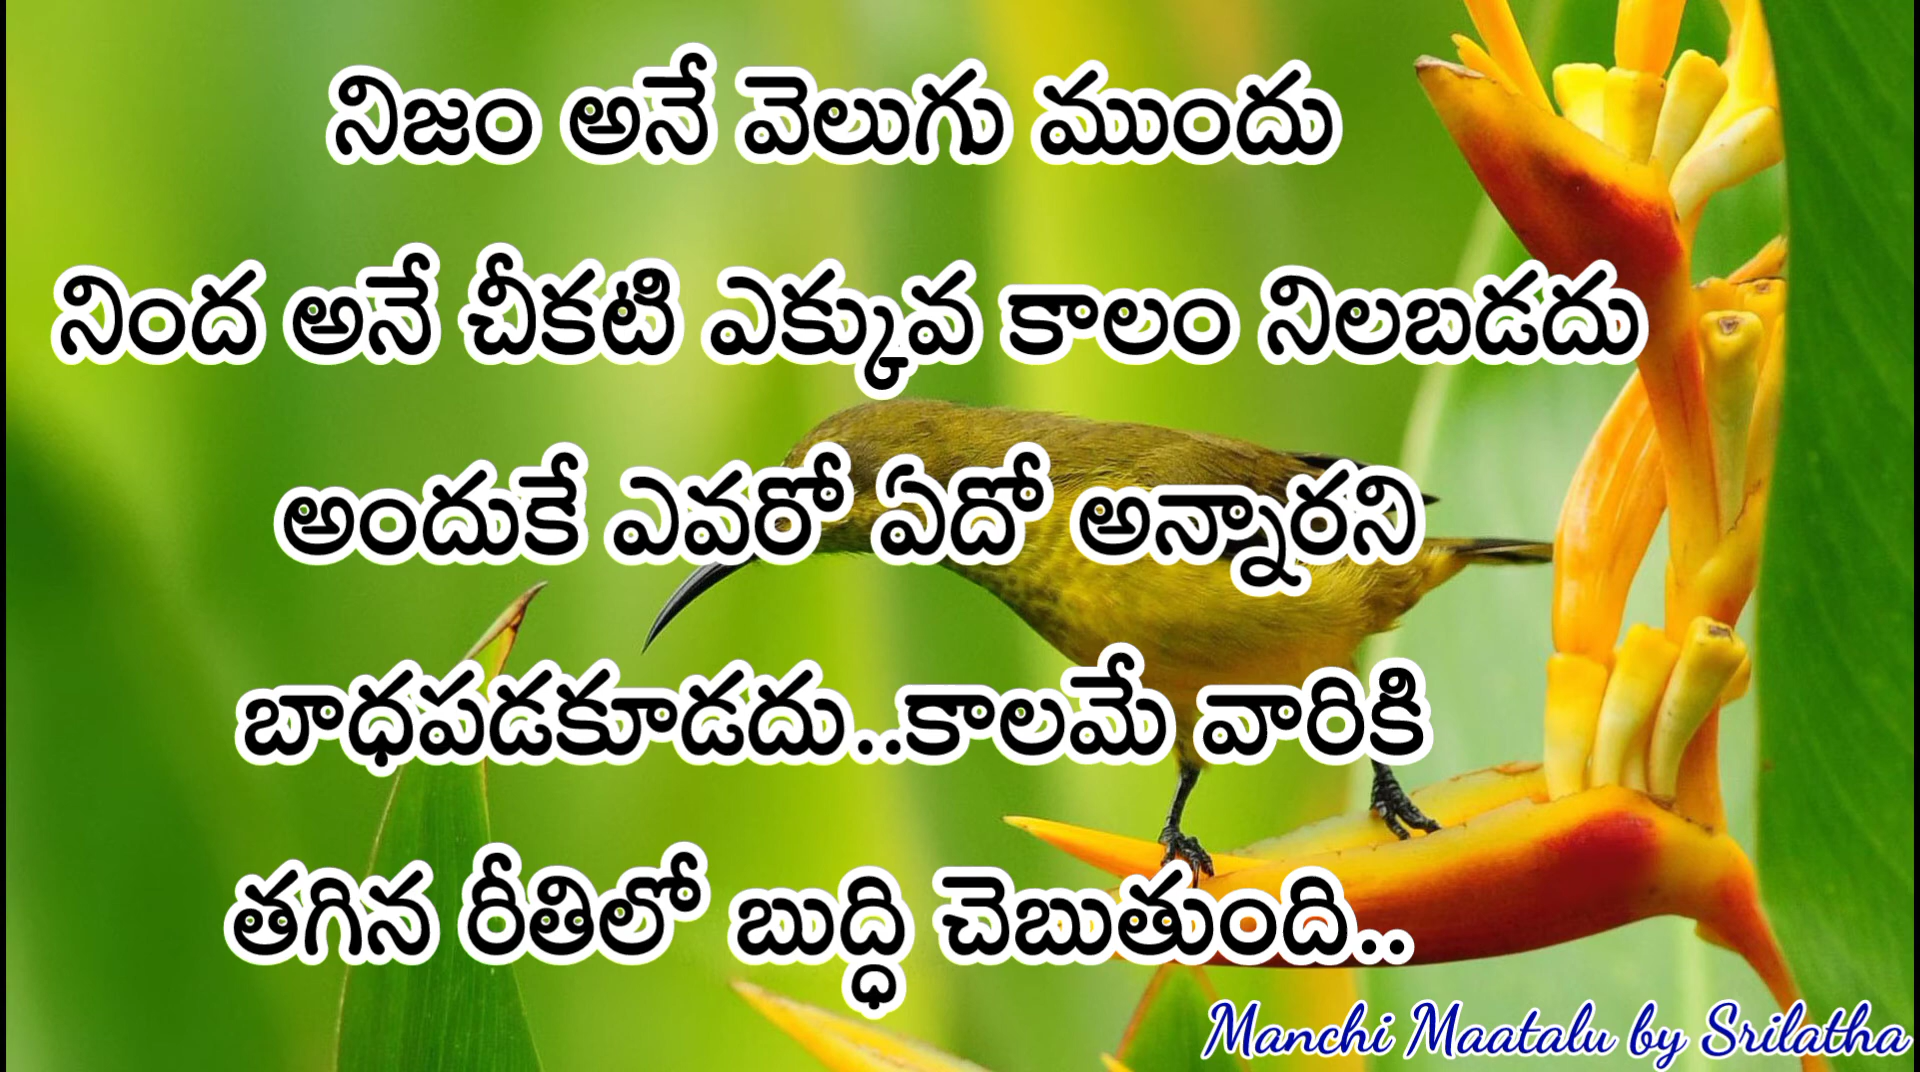 నిజం అనే వెలుగు ముందు
నింద అనే చీకటి ఎక్కువ కాలం నిలబడదు
అందుకే ఎవరో ఏదో అన్నారని
బాధపడకూడదు..కాలమే వారికి
తగిన రీతిలో బుద్ధి చెబుతుంది..
Manchi Maatalu by Srilatha